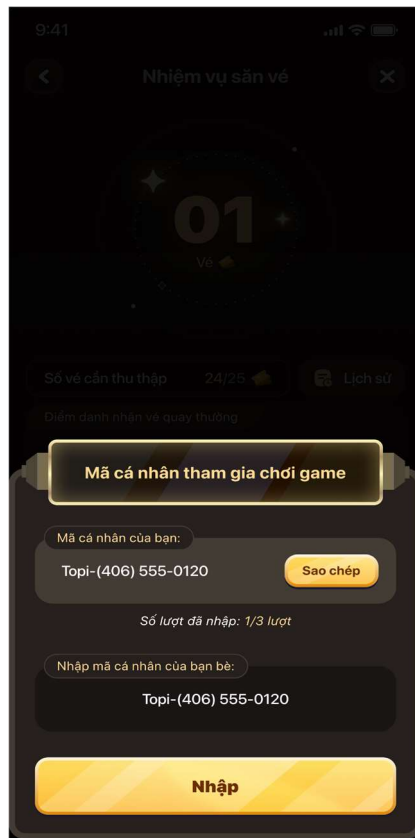 9:41
Nhiệm vụ săn vé
01
Vé
Số vé cần thu thập 24/25 Lịch sử
Điểm danh nhận vé quay thưởng
Mã cá nhân tham gia chơi game
Mã cá nhân của bạn:
Topi-(406) 555-0120 Sao chép
Số lượt đã nhập: 1/3 lượt
Nhập mã cá nhân của bạn bè:
Topi-(406) 555-0120
Nhập